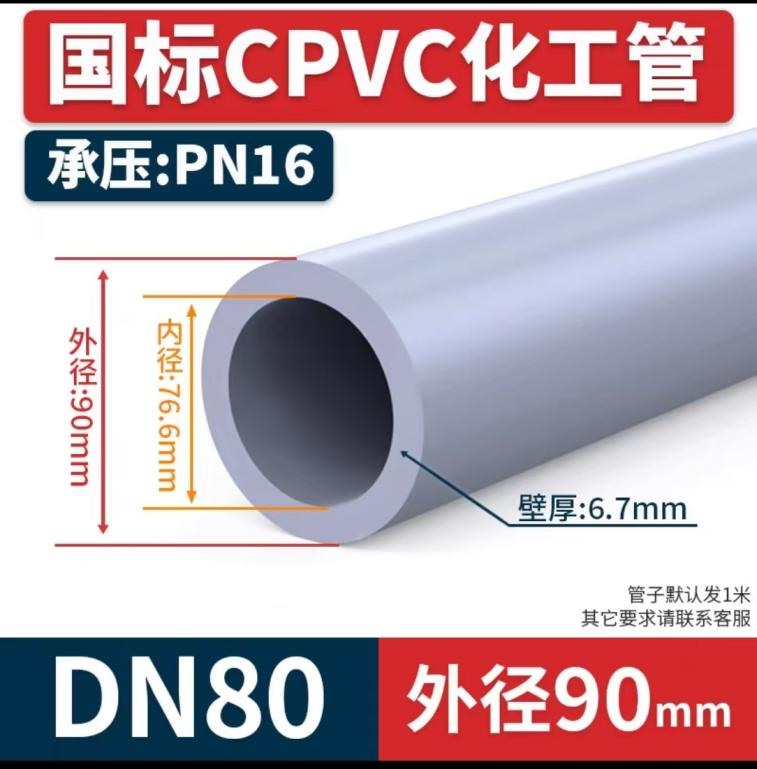 国标CPVC化工管
承压:PN16
外径:90mm
内径:76.6mm
壁厚:6.7mm
管子默认发1米
其它要求请联系客服
DN80
外径90mm